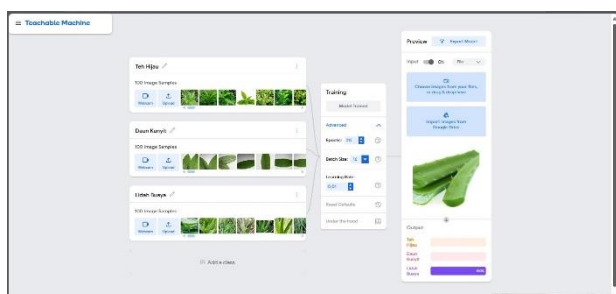 Teachable Machine
Teh Hijau
100 Image Samples
Webcam
Upload
Daun Kunyit
100 Image Samples
Webcam
Upload
Lidah Buaya
100 Image Samples
Webcam
Upload
Add a class
Training
Model Trained
Advanced
Epochs:
Batch Size:
Learning Rate:
Reset Defaults
Under the hood
Preview
Export Model
Input
On
File
Choose images from your files,
or drag & drop here
Import images from
Google Drive
Output
Teh
Hijau
Daun
Kunyit
Lidah
Buaya